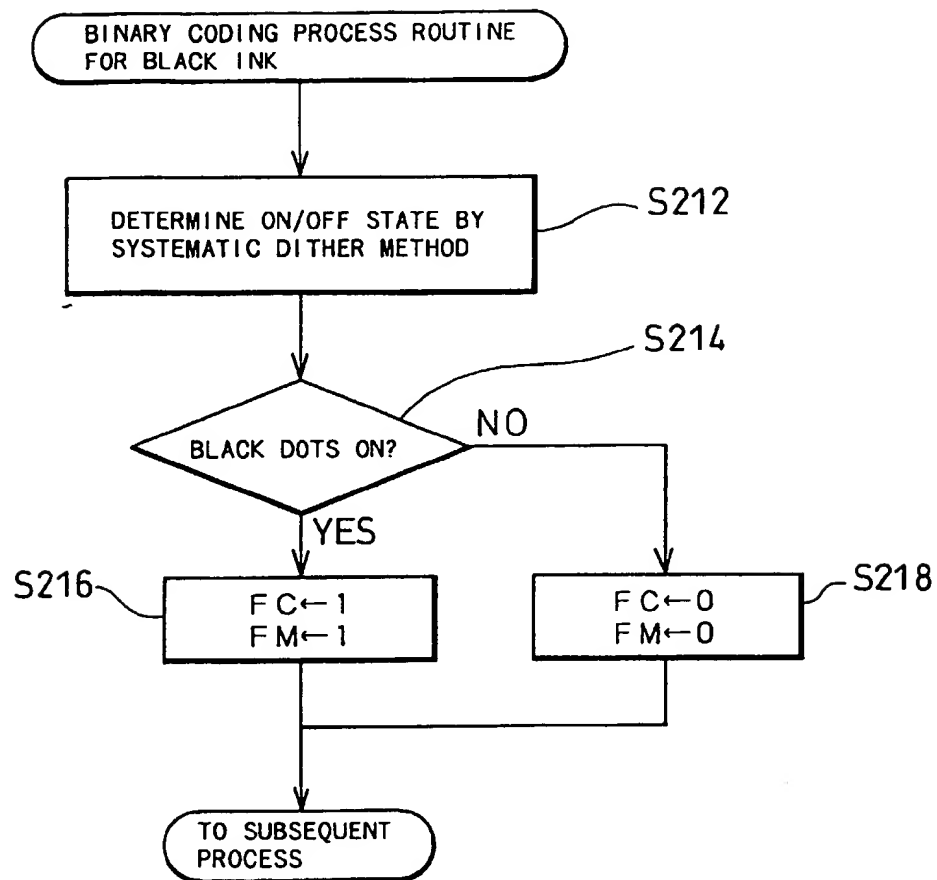 BINARY CODING PROCESS ROUTINE
FOR BLACK INK
DETERMINE ON/OFF STATE BY
SYSTEMATIC DITHER METHOD
S212
S214
BLACK DOTS ON?
NO
YES
S216
FC←1
FM←1
FC←0
FM←0
S218
TO SUBSEQUENT
PROCESS